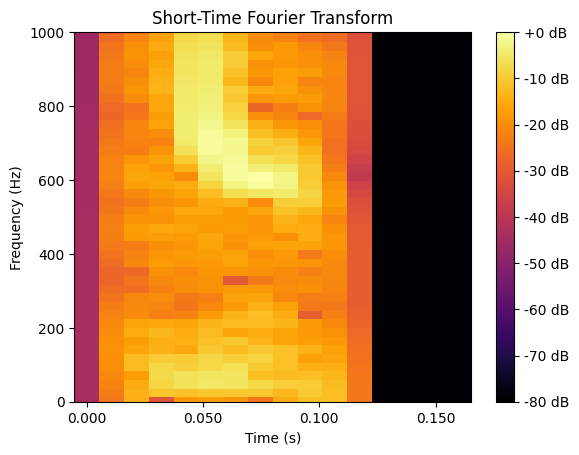 Short-Time Fourier Transform
1000
800
600
400
200
0
Frequency (Hz)
0.000
0.050
0.100
0.150
Time (s)
+0 dB
-10 dB
-20 dB
-30 dB
-40 dB
-50 dB
-60 dB
-70 dB
-80 dB